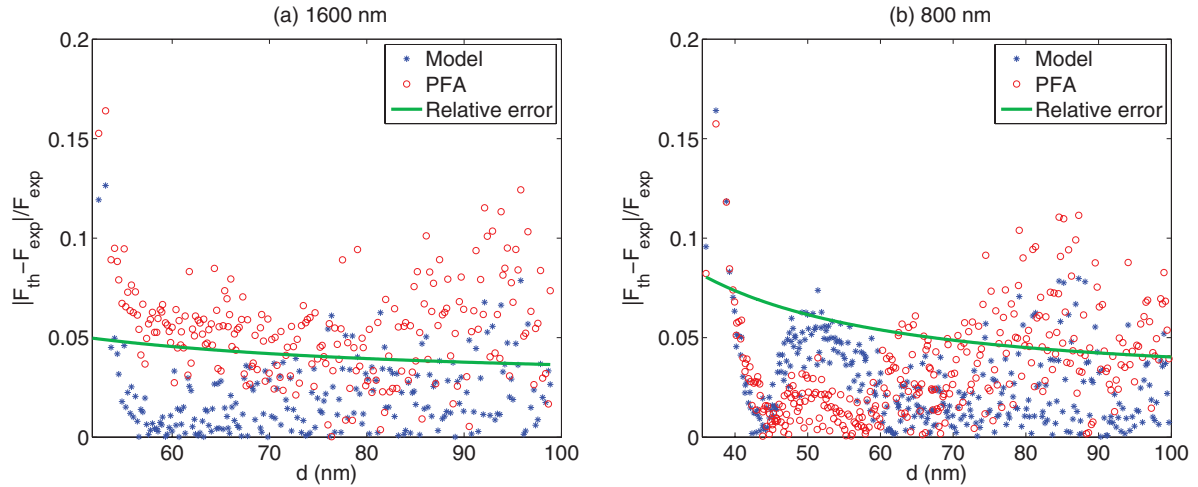 (a) 1600 nm
0.2
0.15
0.1
0.05
0
|F_th−F_exp|/F_exp
Model
PFA
Relative error
60
70
80
90
100
d (nm)
(b) 800 nm
0.2
0.15
0.1
0.05
0
|F_th−F_exp|/F_exp
Model
PFA
Relative error
40
50
60
70
80
90
100
d (nm)